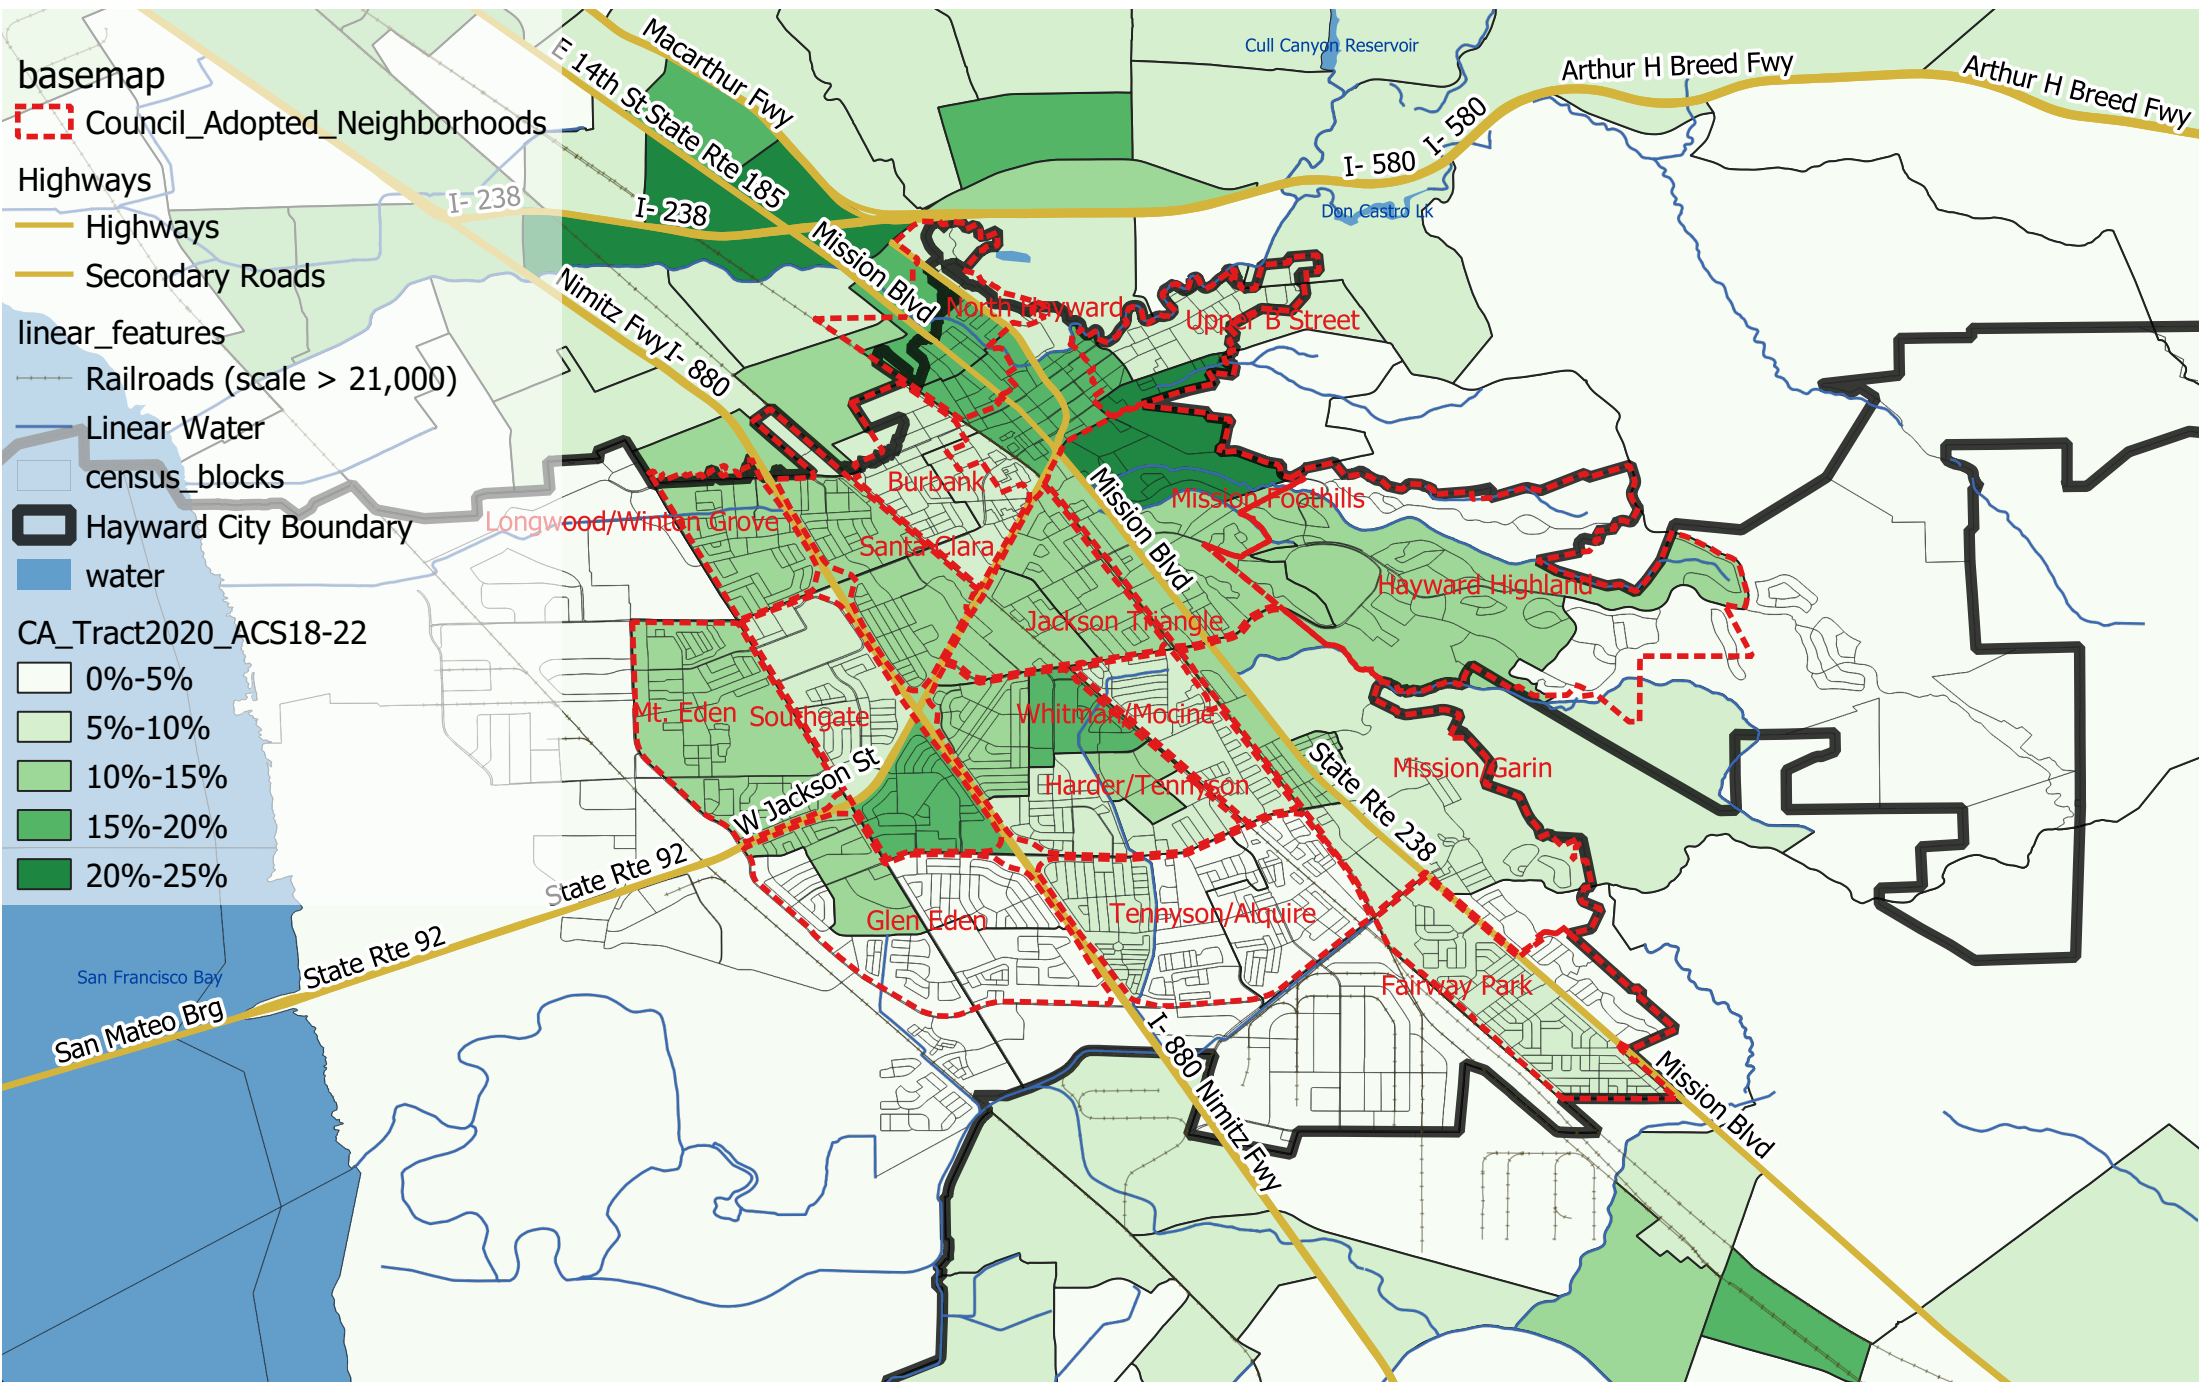 basemap
Council_Adopted_Neighborhoods
Highways
Highways
Secondary Roads
linear_features
Railroads (scale > 21,000)
Linear Water
census_blocks
Hayward City Boundary
water
CA_Tract2020_ACS18-22
0%-5%
5%-10%
10%-15%
15%-20%
20%-25%
Macarthur Fwy
E 14th St State Rte 185
Cull Canyon Reservoir
Arthur H Breed Fwy
Arthur H Breed Fwy
I- 580
I- 580
Don Castro Lk
I- 238
I- 238
Mission Blvd
Nimitz Fwy I- 880
North Hayward
Upper B Street
Burbank
Mission Foothills
Longwood/Winton Grove
Santa Clara
Mission Blvd
Hayward Highland
Jackson Triangle
Mt. Eden
Southgate
Whitman/Mocine
Harder/Tennyson
Mission/Garin
State Rte 238
W Jackson St
State Rte 92
Glen Eden
Tennyson/Alquire
State Rte 92
San Francisco Bay
Fairway Park
San Mateo Brg
I- 880 Nimitz Fwy
Mission Blvd